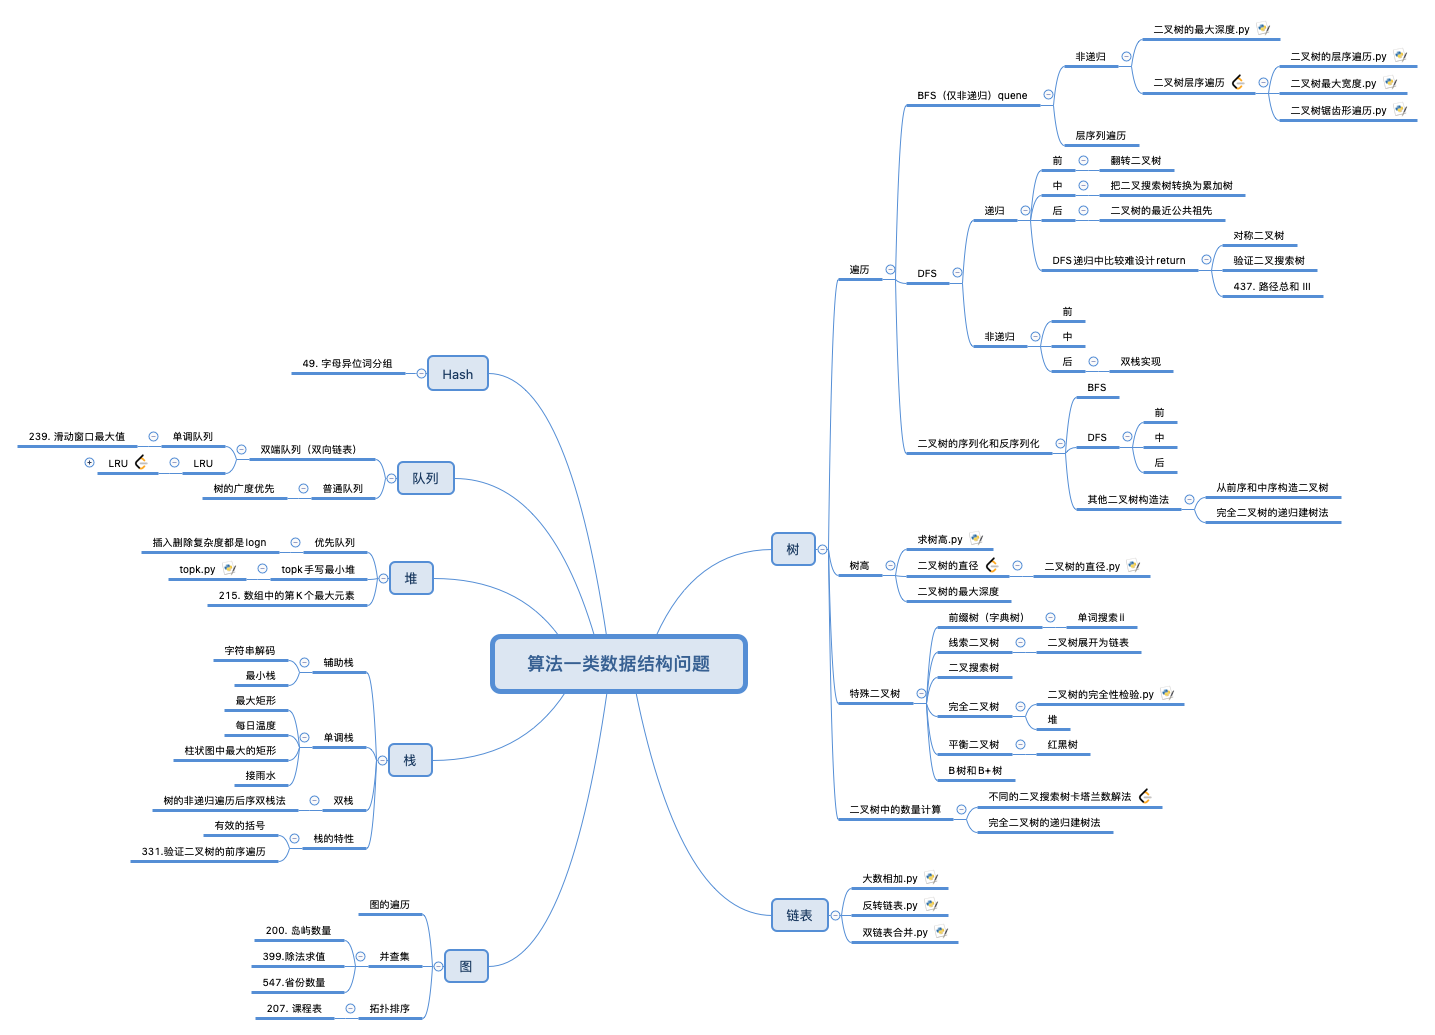 算法—类数据结构问题
Hash
49. 字母异位词分组
队列
双端队列（双向链表）
单调队列
239. 滑动窗口最大值
LRU
LRU
普通队列
树的广度优先
堆
优先队列
插入删除复杂度都是logn
topk手写最小堆
topk.py
215. 数组中的第K个最大元素
栈
辅助栈
字符串解码
最小栈
单调栈
最大矩形
每日温度
柱状图中最大的矩形
接雨水
双栈
树的非递归遍历后序双栈法
栈的特性
有效的括号
331.验证二叉树的前序遍历
图
图的遍历
并查集
200. 岛屿数量
399.除法求值
547.省份数量
拓扑排序
207. 课程表
树
遍历
BFS（仅非递归）quene
非递归
二叉树的最大深度.py
二叉树层序遍历
二叉树的层序遍历.py
二叉树最大宽度.py
二叉树锯齿形遍历.py
层序列遍历
DFS
递归
前
翻转二叉树
中
把二叉搜索树转换为累加树
后
二叉树的最近公共祖先
DFS递归中比较难设计return
对称二叉树
验证二叉搜索树
437. 路径总和 III
非递归
前
中
后
双栈实现
二叉树的序列化和反序列化
BFS
DFS
前
中
后
其他二叉树构造法
从前序和中序构造二叉树
完全二叉树的递归建树法
树高
求树高.py
二叉树的直径
二叉树的直径.py
二叉树的最大深度
特殊二叉树
前缀树（字典树）
单词搜索 II
线索二叉树
二叉树展开为链表
二叉搜索树
完全二叉树
二叉树的完全性检验.py
堆
平衡二叉树
红黑树
B树和B+树
二叉树中的数量计算
不同的二叉搜索树卡塔兰数解法
完全二叉树的递归建树法
链表
大数相加.py
反转链表.py
双链表合并.py